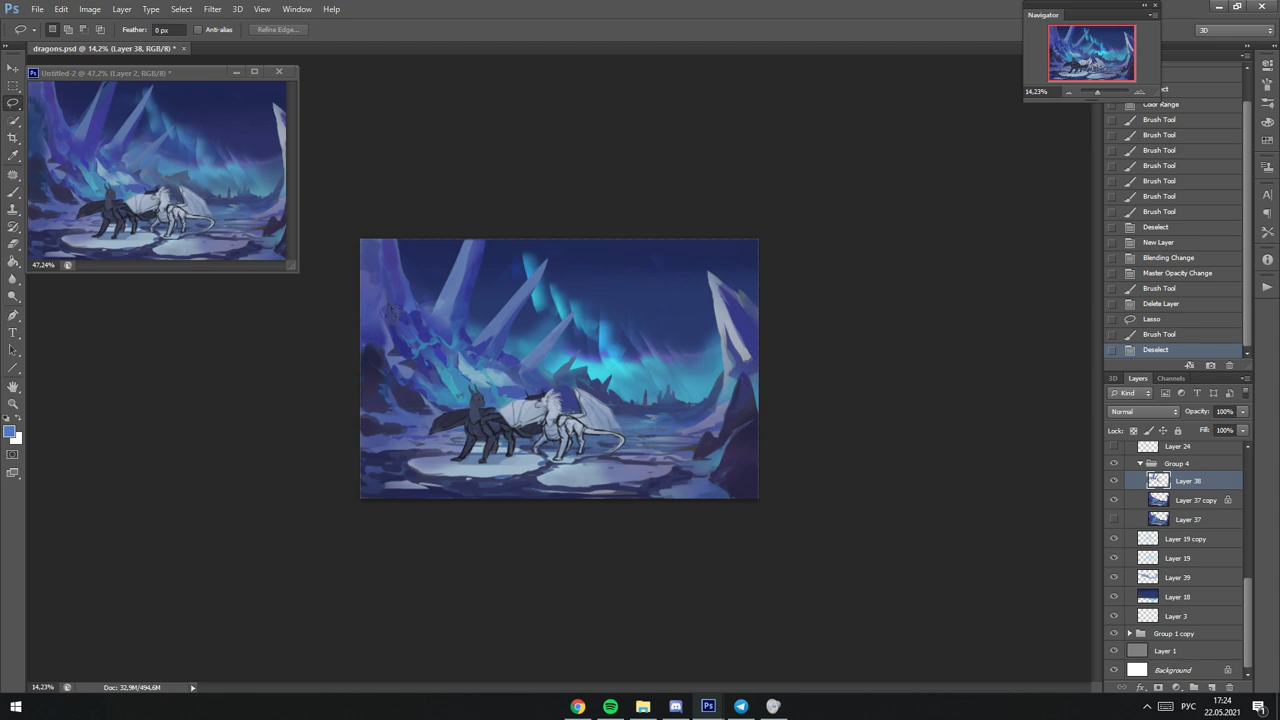 Ps File Edit Image Layer Type Select Filter 3D View Window Help
Feather: 0 px Anti-alias Refine Edge...
3D
dragons.psd @ 14,2% (Layer 38, RGB/8) *
Untitled-2 @ 47,2% (Layer 2, RGB/8) *
47,24%
Navigator
14,23%
Color Range
Brush Tool
Brush Tool
Brush Tool
Brush Tool
Brush Tool
Brush Tool
Brush Tool
Deselect
New Layer
Blending Change
Master Opacity Change
Brush Tool
Delete Layer
Lasso
Brush Tool
Deselect
3D Layers Channels
Kind
Normal Opacity: 100%
Lock: Fill: 100%
Layer 24
Group 4
Layer 38
Layer 37 copy
Layer 37
Layer 19 copy
Layer 19
Layer 39
Layer 18
Layer 3
Group 1 copy
Layer 1
Background
14,23% Doc: 32,9M/494,6M
РУС
17:24
22.05.2021